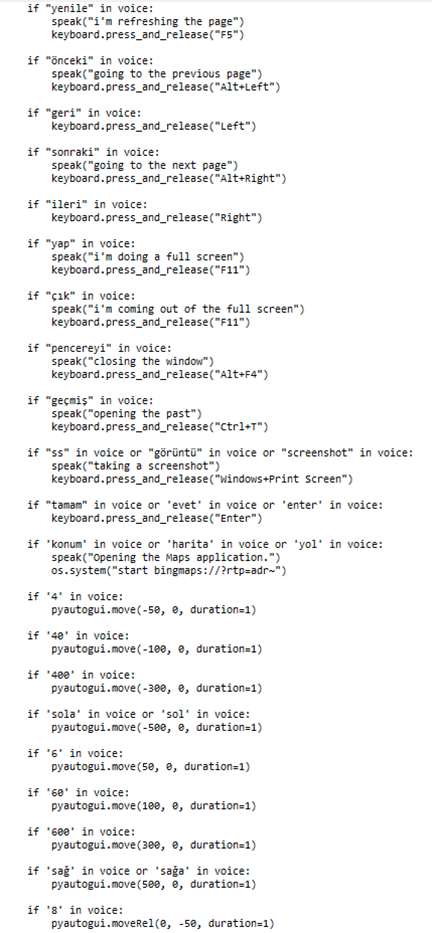 if "yenile" in voice:
    speak("i'm refreshing the page")
    keyboard.press_and_release("F5")

if "önceki" in voice:
    speak("going to the previous page")
    keyboard.press_and_release("Alt+Left")

if "geri" in voice:
    keyboard.press_and_release("Left")

if "sonraki" in voice:
    speak("going to the next page")
    keyboard.press_and_release("Alt+Right")

if "ileri" in voice:
    keyboard.press_and_release("Right")

if "yap" in voice:
    speak("i'm doing a full screen")
    keyboard.press_and_release("F11")

if "çık" in voice:
    speak("i'm coming out of the full screen")
    keyboard.press_and_release("F11")

if "pencereyi" in voice:
    speak("closing the window")
    keyboard.press_and_release("Alt+F4")

if "geçmiş" in voice:
    speak("opening the past")
    keyboard.press_and_release("Ctrl+T")

if "ss" in voice or "görüntü" in voice or "screenshot" in voice:
    speak("taking a screenshot")
    keyboard.press_and_release("Windows+Print Screen")

if "tamam" in voice or 'evet' in voice or 'enter' in voice:
    keyboard.press_and_release("Enter")

if 'konum' in voice or 'harita' in voice or 'yol' in voice:
    speak("Opening the Maps application.")
    os.system("start bingmaps://?rtp=adr~")

if '4' in voice:
    pyautogui.move(-50, 0, duration=1)

if '40' in voice:
    pyautogui.move(-100, 0, duration=1)

if '400' in voice:
    pyautogui.move(-300, 0, duration=1)

if 'sola' in voice or 'sol' in voice:
    pyautogui.move(-500, 0, duration=1)

if '6' in voice:
    pyautogui.move(50, 0, duration=1)

if '60' in voice:
    pyautogui.move(100, 0, duration=1)

if '600' in voice:
    pyautogui.move(300, 0, duration=1)

if 'sağ' in voice or 'sağa' in voice:
    pyautogui.move(500, 0, duration=1)

if '8' in voice:
    pyautogui.moveRel(0, -50, duration=1)